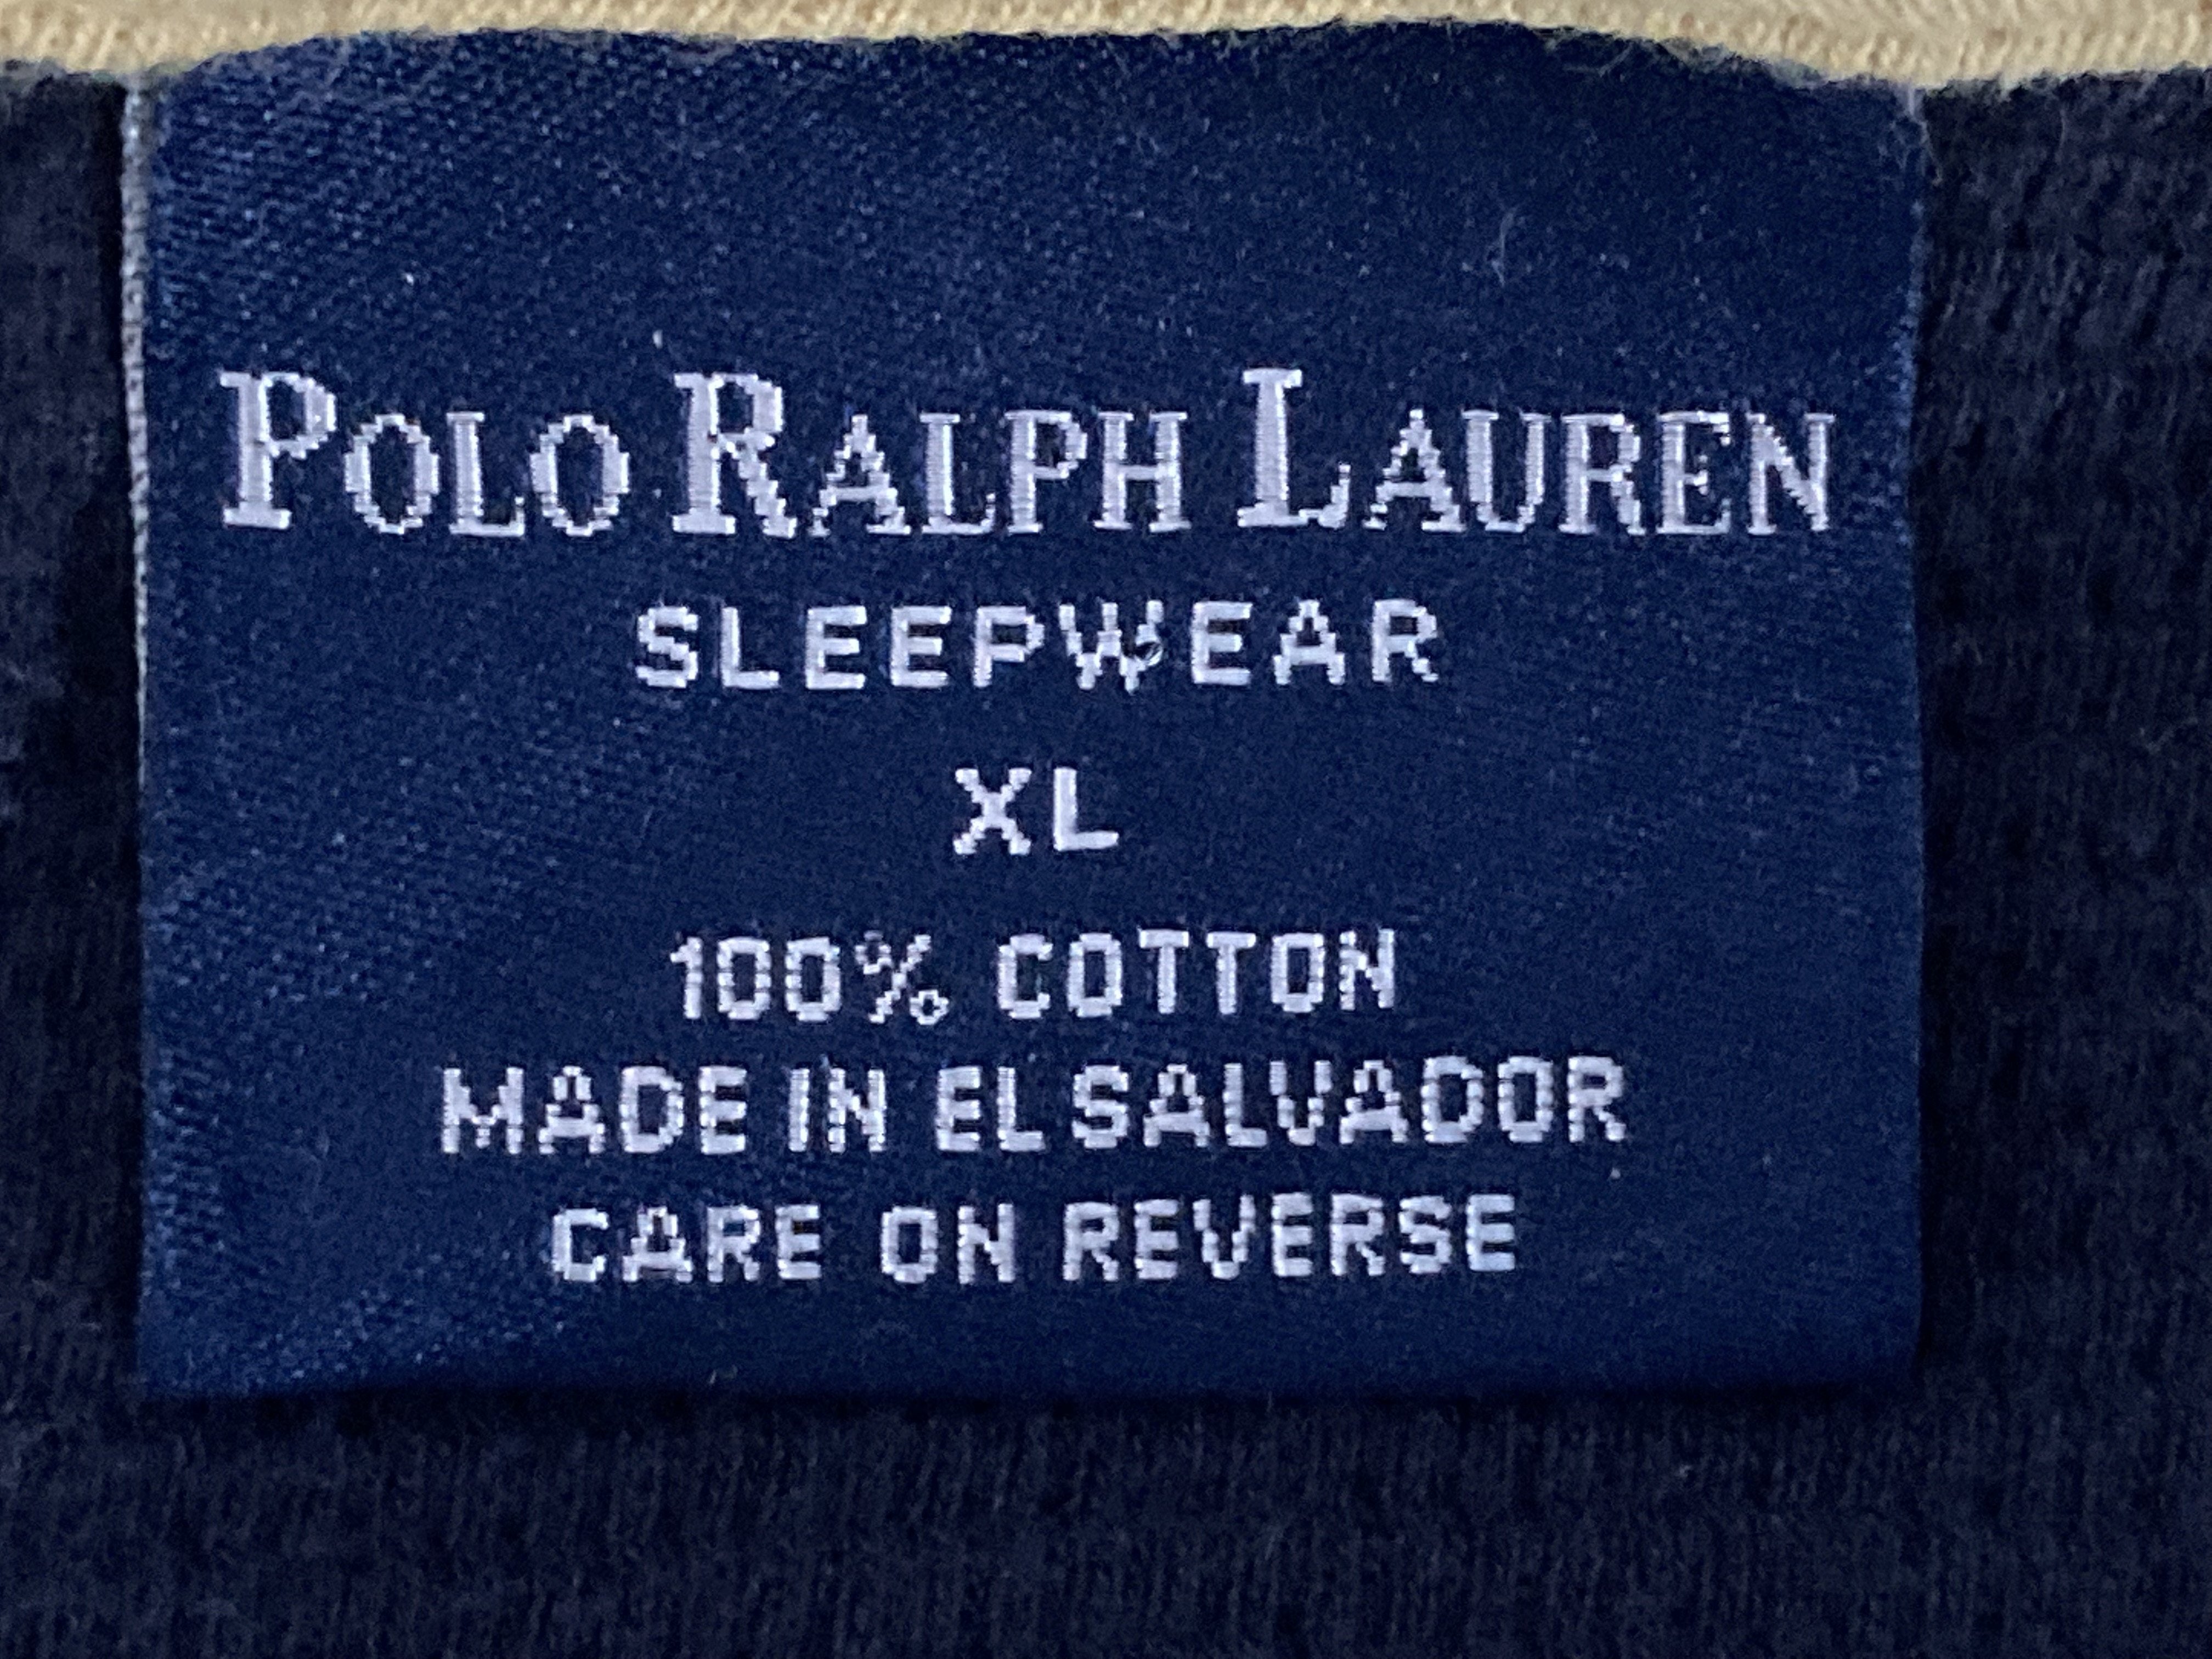 POLO RALPH LAUREN
SLEEPWEAR
XL
100% COTTON
MADE IN EL SALVADOR
CARE ON REVERSE